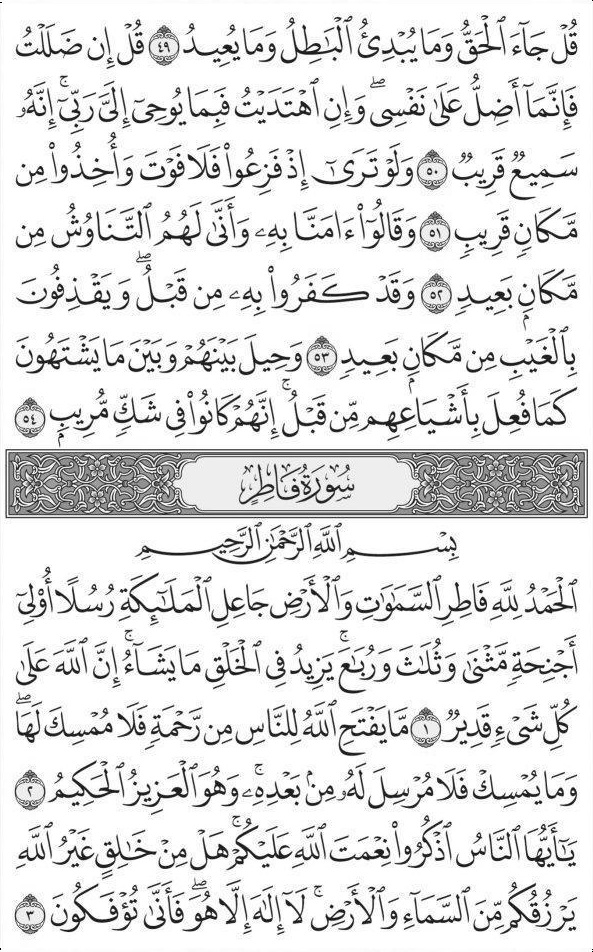 قُلْ جَآءَ ٱلْحَقُّ وَمَا يُبْدِئُ ٱلْبَٰطِلُ وَمَا يُعِيدُ ٤٩ قُلْ إِن ضَلَلْتُ
فَإِنَّمَآ أَضِلُّ عَلَىٰ نَفْسِى ۖ وَإِنِ ٱهْتَدَيْتُ فَبِمَا يُوحِىٓ إِلَىَّ رَبِّىٓ ۚ إِنَّهُۥ
سَمِيعٌ قَرِيبٌ ٥٠ وَلَوْ تَرَىٰٓ إِذْ فَزِعُوا۟ فَلَا فَوْتَ وَأُخِذُوا۟ مِن
مَّكَانٍ قَرِيبٍ ٥١ وَقَالُوٓا۟ ءَامَنَّا بِهِۦ وَأَنَّىٰ لَهُمُ ٱلتَّنَاوُشُ مِن
مَّكَانٍۭ بَعِيدٍ ٥٢ وَقَدْ كَفَرُوا۟ بِهِۦ مِن قَبْلُ ۖ وَيَقْذِفُونَ
بِٱلْغَيْبِ مِن مَّكَانٍۭ بَعِيدٍ ٥٣ وَحِيلَ بَيْنَهُمْ وَبَيْنَ مَا يَشْتَهُونَ
كَمَا فُعِلَ بِأَشْيَاعِهِم مِّن قَبْلُ ۚ إِنَّهُمْ كَانُوا۟ فِى شَكٍّ مُّرِيبٍۭ ٥٤
سُورَةُ فَاطِرٍ
بِسْمِ ٱللَّهِ ٱلرَّحْمَٰنِ ٱلرَّحِيمِ
ٱلْحَمْدُ لِلَّهِ فَاطِرِ ٱلسَّمَٰوَٰتِ وَٱلْأَرْضِ جَاعِلِ ٱلْمَلَٰٓئِكَةِ رُسُلًا أُو۟لِىٓ
أَجْنِحَةٍ مَّثْنَىٰ وَثُلَٰثَ وَرُبَٰعَ ۚ يَزِيدُ فِى ٱلْخَلْقِ مَا يَشَآءُ ۚ إِنَّ ٱللَّهَ عَلَىٰ
كُلِّ شَىْءٍ قَدِيرٌ ١ مَّا يَفْتَحِ ٱللَّهُ لِلنَّاسِ مِن رَّحْمَةٍ فَلَا مُمْسِكَ لَهَا ۖ
وَمَا يُمْسِكْ فَلَا مُرْسِلَ لَهُۥ مِنۢ بَعْدِهِۦ ۚ وَهُوَ ٱلْعَزِيزُ ٱلْحَكِيمُ ٢
يَٰٓأَيُّهَا ٱلنَّاسُ ٱذْكُرُوا۟ نِعْمَتَ ٱللَّهِ عَلَيْكُمْ ۚ هَلْ مِنْ خَٰلِقٍ غَيْرُ ٱللَّهِ
يَرْزُقُكُم مِّنَ ٱلسَّمَآءِ وَٱلْأَرْضِ ۚ لَآ إِلَٰهَ إِلَّا هُوَ ۖ فَأَنَّىٰ تُؤْفَكُونَ ٣